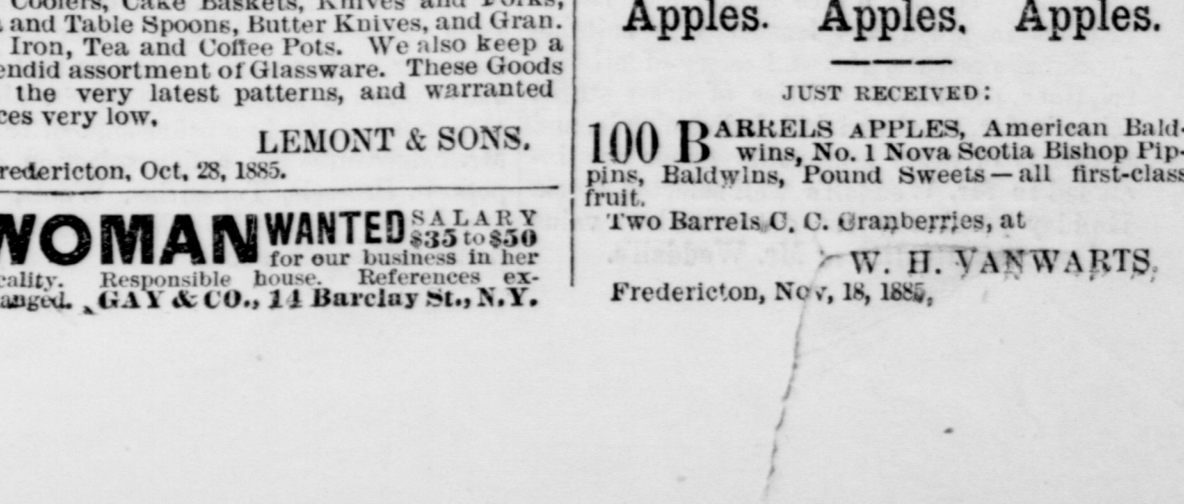 Coolers, Cake Baskets, Knives and Forks,
and Table Spoons, Butter Knives, and Gran.
Iron, Tea and Coffee Pots. We also keep a
endid assortment of Glassware. These Goods
the very latest patterns, and warranted
ces very low.
LEMONT & SONS.
redericton, Oct, 28, 1885.
WOMAN WANTED SALARY
$35 to $50
for our business in her
cality. Responsible house. References ex-
anged. GAY & CO., 14 Barclay St., N.Y.
Apples. Apples. Apples.
JUST RECEIVED:
100 BARRELS APPLES, American Bald-
wins, No. 1 Nova Scotia Bishop Pip-
pins, Baldwins, Pound Sweets—all first-class
fruit.
Two Barrels C. C. Cranberries, at
W. H. VANWARTS,
Fredericton, Nov, 18, 1885,